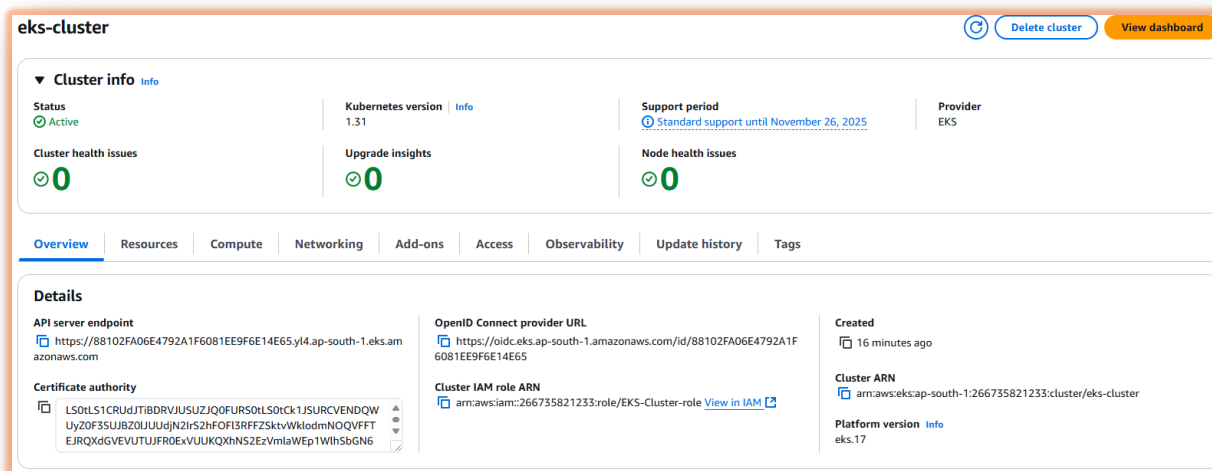 eks-cluster
Delete cluster
View dashboard
Cluster info Info
Status
Active
Kubernetes version Info
1.31
Support period
Standard support until November 26, 2025
Provider
EKS
Cluster health issues
0
Upgrade insights
0
Node health issues
0
Overview Resources Compute Networking Add-ons Access Observability Update history Tags
Details
API server endpoint
https://88102FA06E4792A1F6081EE9F6E14E65.yl4.ap-south-1.eks.am
azonaws.com
Certificate authority
LS0tLS1CRUdJTiBDRVJUSUZJQ0FURS0tLS0tCk1JSURCVENDQW
UyZ0F3SUJBZ0lJUUdjN2IrS2hFOFl3RFFZSktvWklodmNOQVFFT
EJRQXdGVEVUTUJFR0ExVUUKQXhNS2EzVmlaWEp1WlhSbGN6
OpenID Connect provider URL
https://oidc.eks.ap-south-1.amazonaws.com/id/88102FA06E4792A1F
6081EE9F6E14E65
Cluster IAM role ARN
arn:aws:iam::266735821233:role/EKS-Cluster-role View in IAM
Created
16 minutes ago
Cluster ARN
arn:aws:eks:ap-south-1:266735821233:cluster/eks-cluster
Platform version Info
eks.17